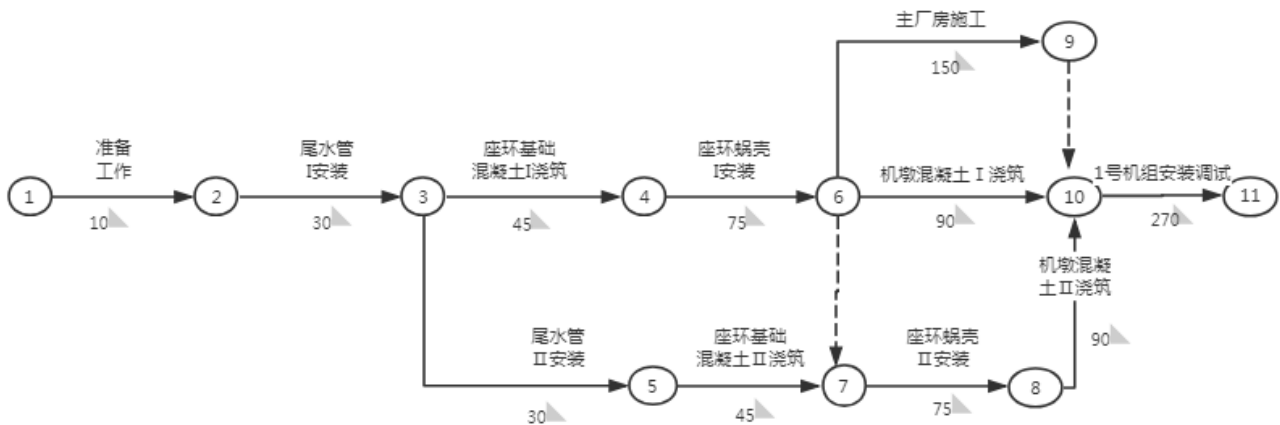 主厂房施工
9
150
准备
工作
尾水管
Ⅰ安装
座环基础
混凝土Ⅰ浇筑
座环蜗壳
Ⅰ安装
机墩混凝土Ⅰ浇筑
1号机组安装调试
1
2
3
4
6
10
11
10
30
45
75
90
270
机墩混凝
土Ⅱ浇筑
尾水管
Ⅱ安装
座环基础
混凝土Ⅱ浇筑
座环蜗壳
Ⅱ安装
90
5
7
8
30
45
75